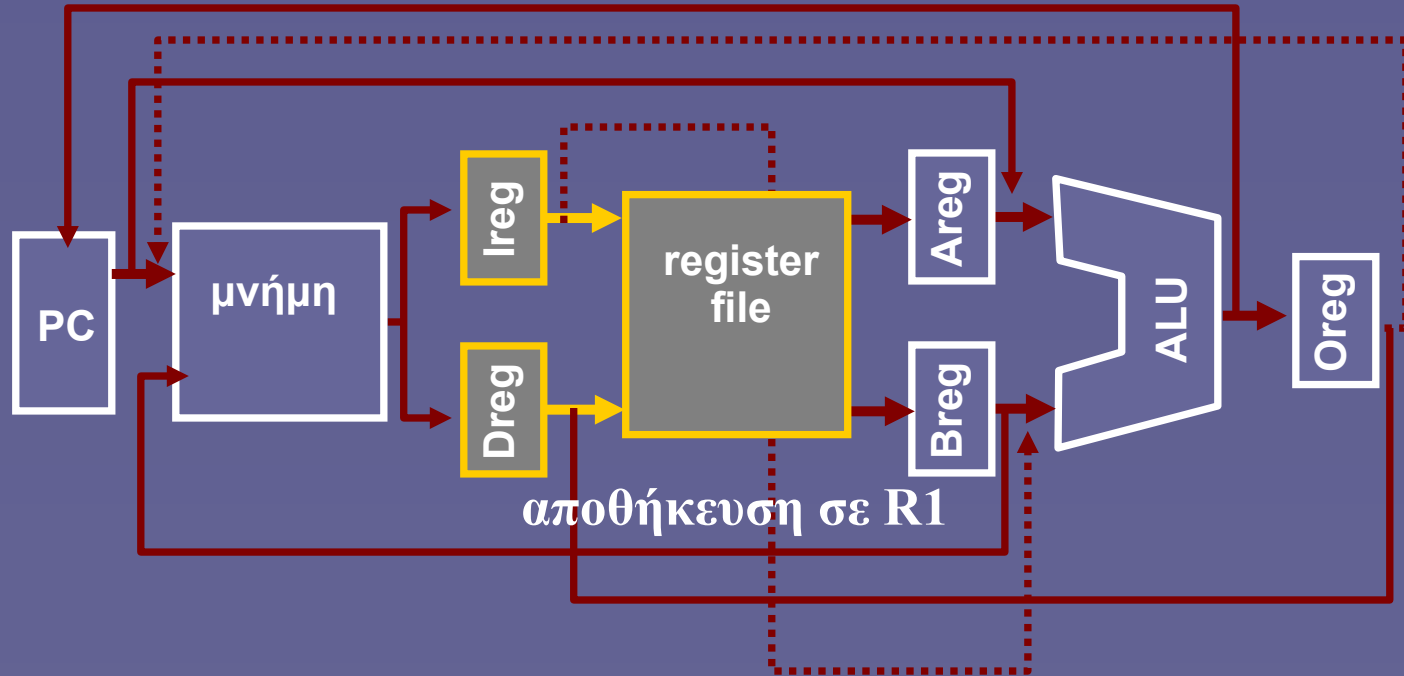 PC
μνήμη
Ireg
Dreg
register
file
Areg
Breg
ALU
Oreg
αποθήκευση σε R1